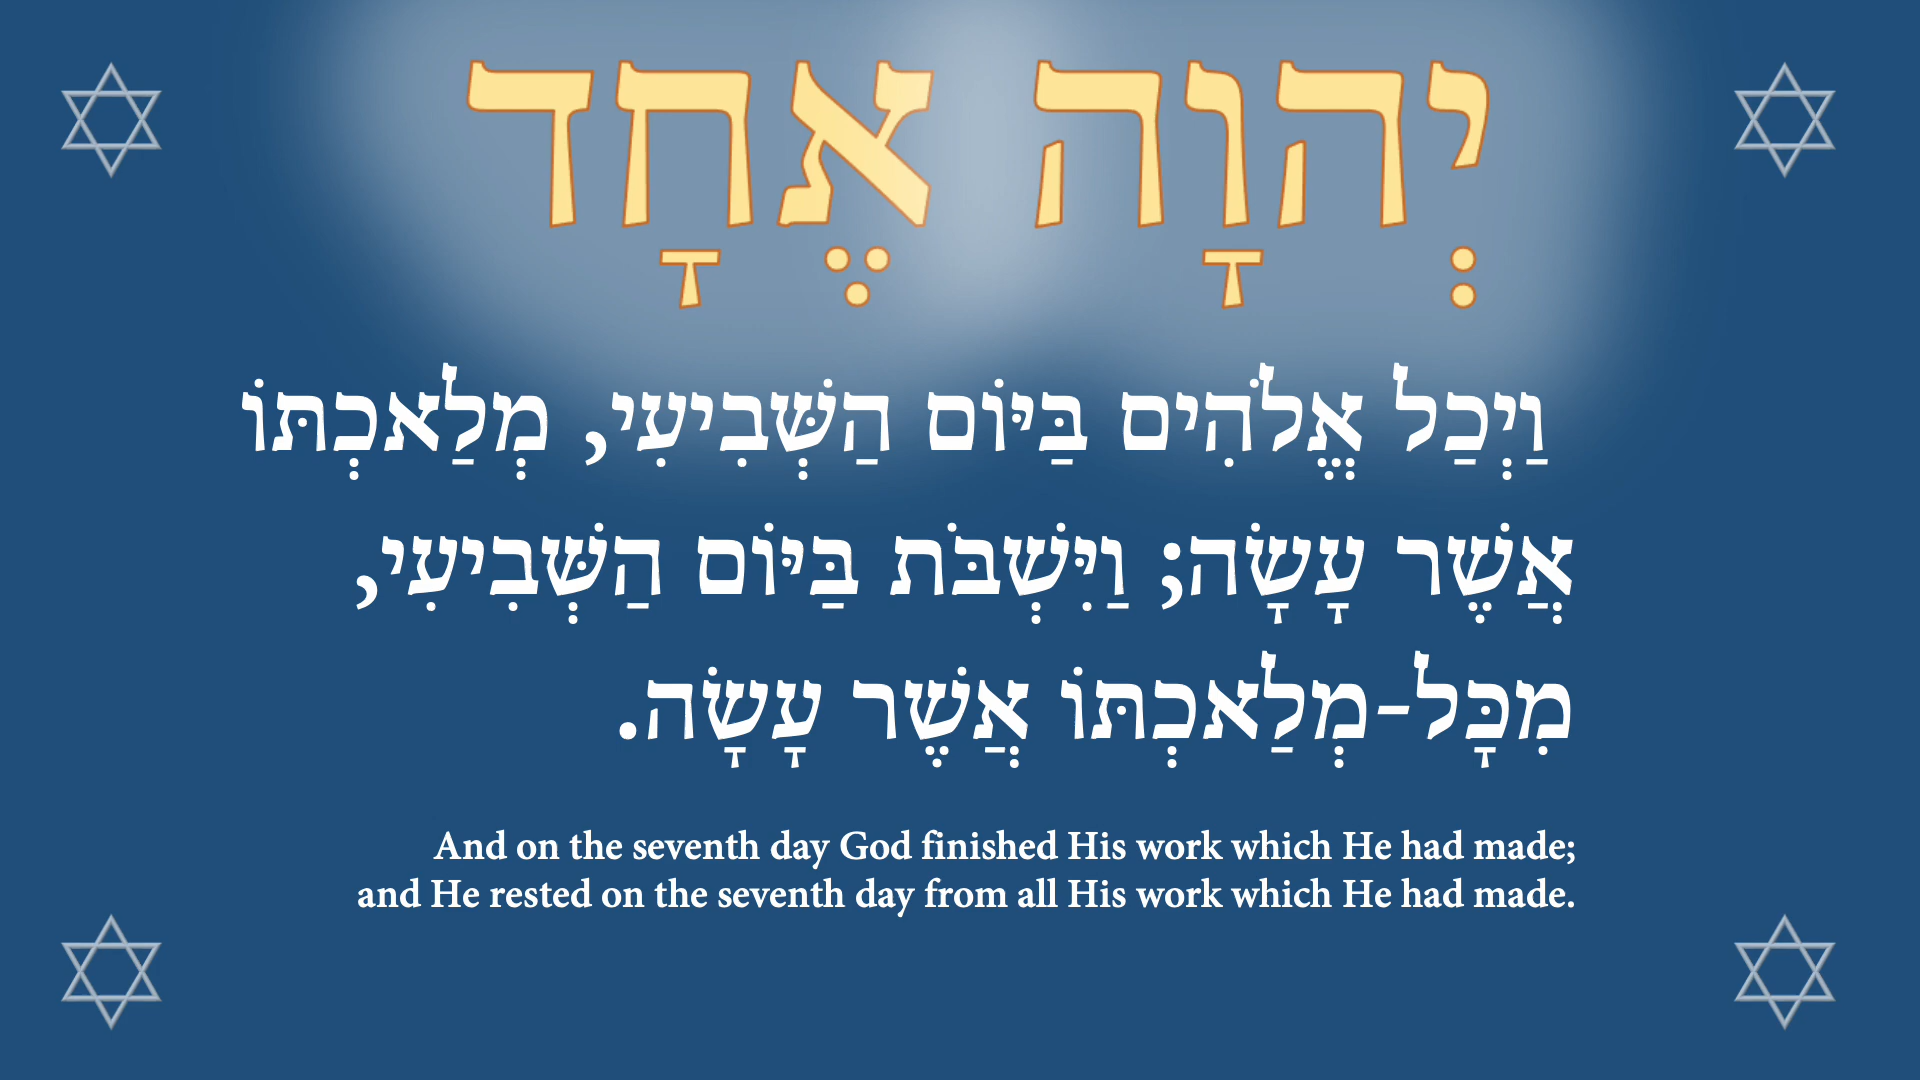 יְהוָה אֶחָד
וַיְכַל אֱלֹהִים בַּיּוֹם הַשְּׁבִיעִי, מְלַאכְתּוֹ
אֲשֶׁר עָשָׂה; וַיִּשְׁבֹּת בַּיּוֹם הַשְּׁבִיעִי,
מִכָּל-מְלַאכְתּוֹ אֲשֶׁר עָשָׂה.
And on the seventh day God finished His work which He had made;
and He rested on the seventh day from all His work which He had made.